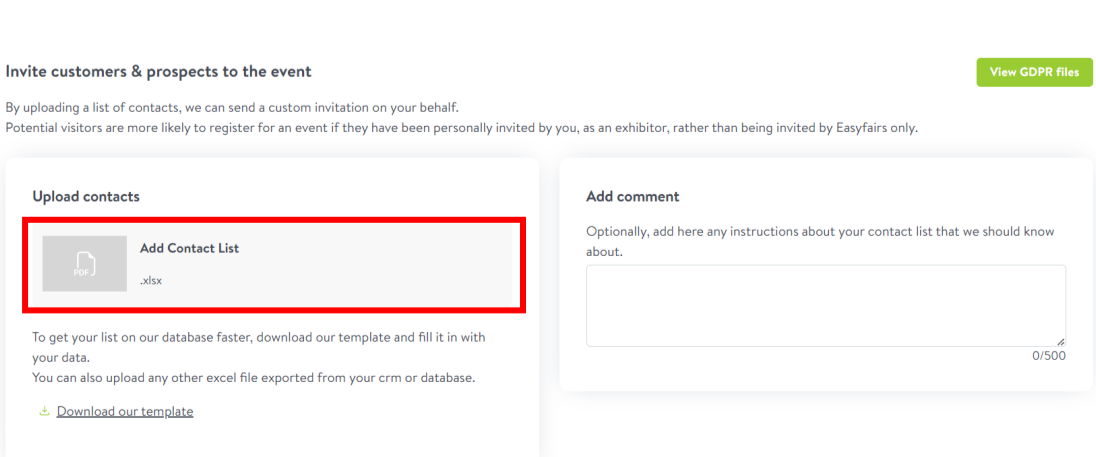 Invite customers & prospects to the event
View GDPR files
By uploading a list of contacts, we can send a custom invitation on your behalf.
Potential visitors are more likely to register for an event if they have been personally invited by you, as an exhibitor, rather than being invited by Easyfairs only.
Upload contacts
PDF
Add Contact List
.xlsx
To get your list on our database faster, download our template and fill it in with
your data.
You can also upload any other excel file exported from your crm or database.
Download our template
Add comment
Optionally, add here any instructions about your contact list that we should know
about.
0/500